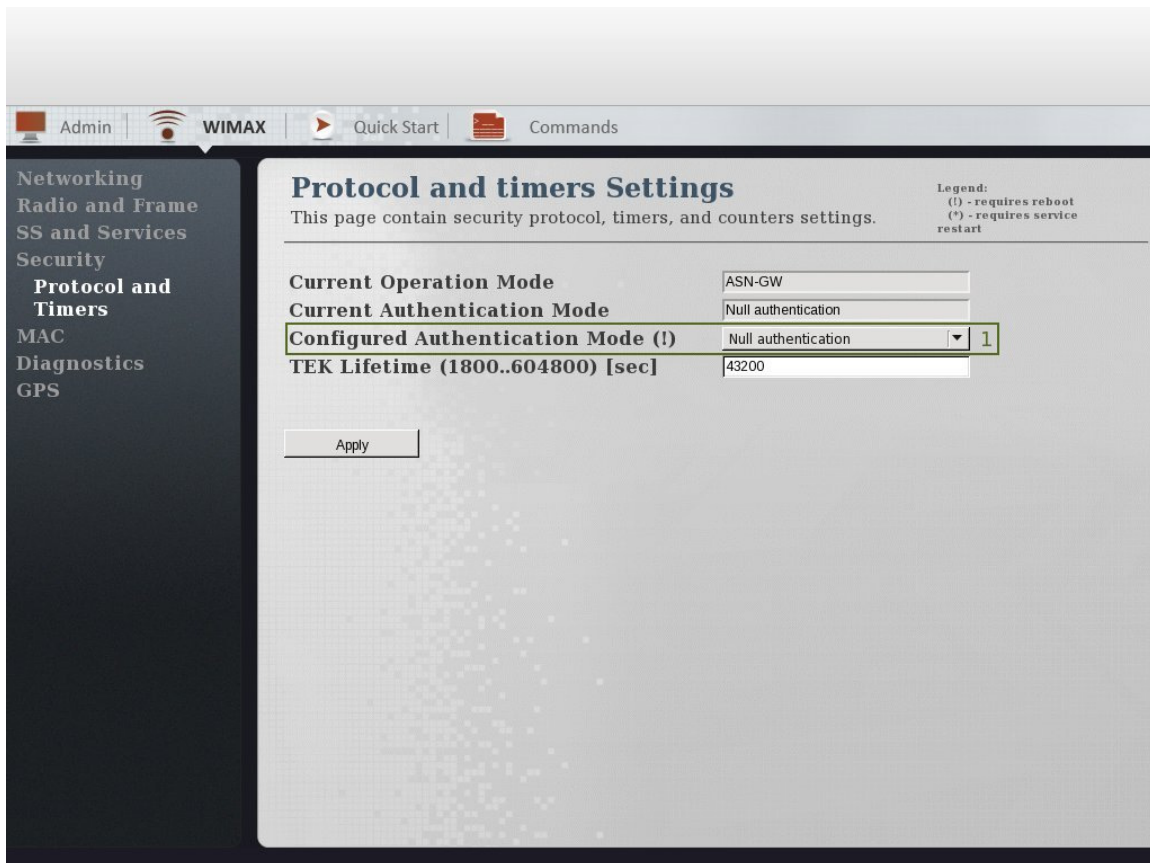 Admin
WIMAX
Quick Start
Commands
Networking
Radio and Frame
SS and Services
Security
Protocol and
Timers
MAC
Diagnostics
GPS
Protocol and timers Settings
This page contain security protocol, timers, and counters settings.
Legend:
(!) - requires reboot
(*) - requires service
restart
Current Operation Mode ASN-GW
Current Authentication Mode Null authentication
Configured Authentication Mode (!) Null authentication 1
TEK Lifetime (1800..604800) [sec] 43200
Apply